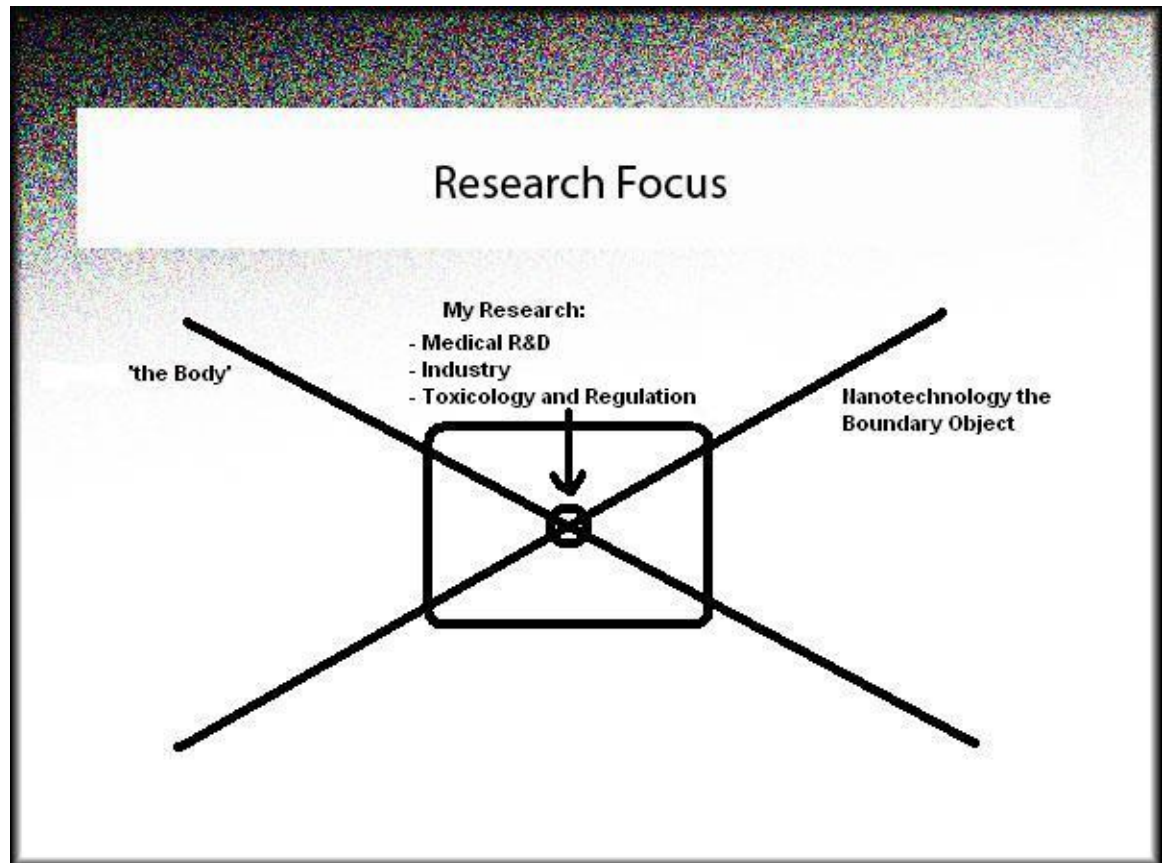 Research Focus
My Research:
- Medical R&D
- Industry
- Toxicology and Regulation
'the Body'
Nanotechnology the
Boundary Object